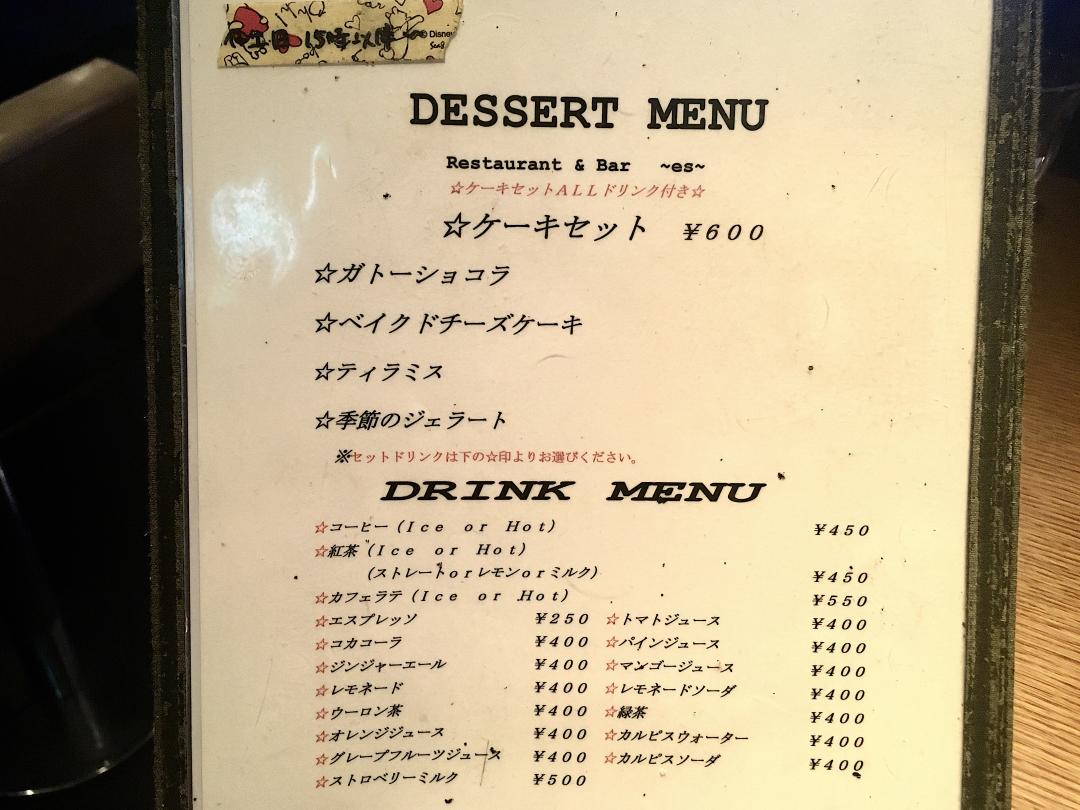 15時以降
© Disney
DESSERT MENU
Restaurant & Bar ~es~
☆ケーキセットALLドリンク付き☆
☆ケーキセット ¥600
☆ガトーショコラ
☆ベイクドチーズケーキ
☆ティラミス
☆季節のジェラート
※セットドリンクは下の☆印よりお選びください。
DRINK MENU
☆コーヒー(Ice or Hot) ¥450
☆紅茶(Ice or Hot)
(ストレートorレモンorミルク) ¥450
☆カフェラテ(Ice or Hot) ¥550
☆エスプレッソ ¥250 ☆トマトジュース ¥400
☆コカコーラ ¥400 ☆パインジュース ¥400
☆ジンジャーエール ¥400 ☆マンゴージュース ¥400
☆レモネード ¥400 ☆レモネードソーダ ¥400
☆ウーロン茶 ¥400 ☆緑茶 ¥400
☆オレンジジュース ¥400 ☆カルピスウォーター ¥400
☆グレープフルーツジュース ¥400 ☆カルピスソーダ ¥400
☆ストロベリーミルク ¥500